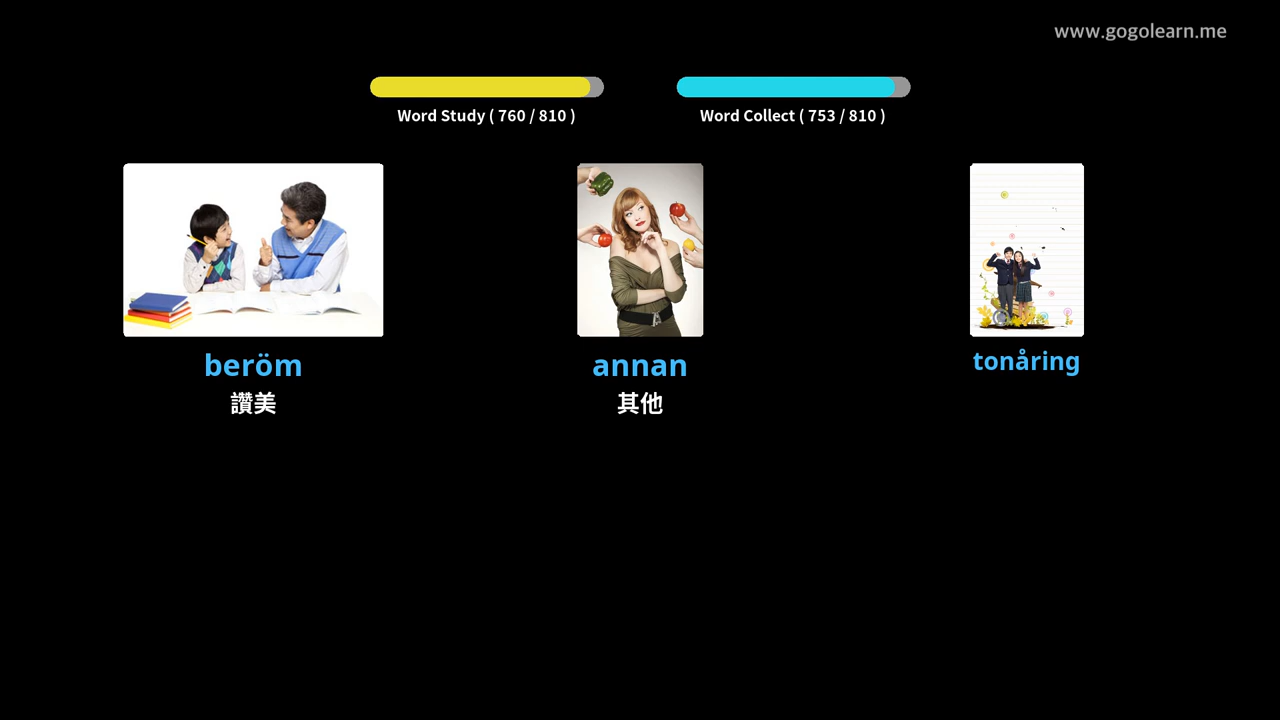 www.gogolearn.me
Word Study ( 760 / 810 )
Word Collect ( 753 / 810 )
beröm
讚美
annan
其他
tonåring